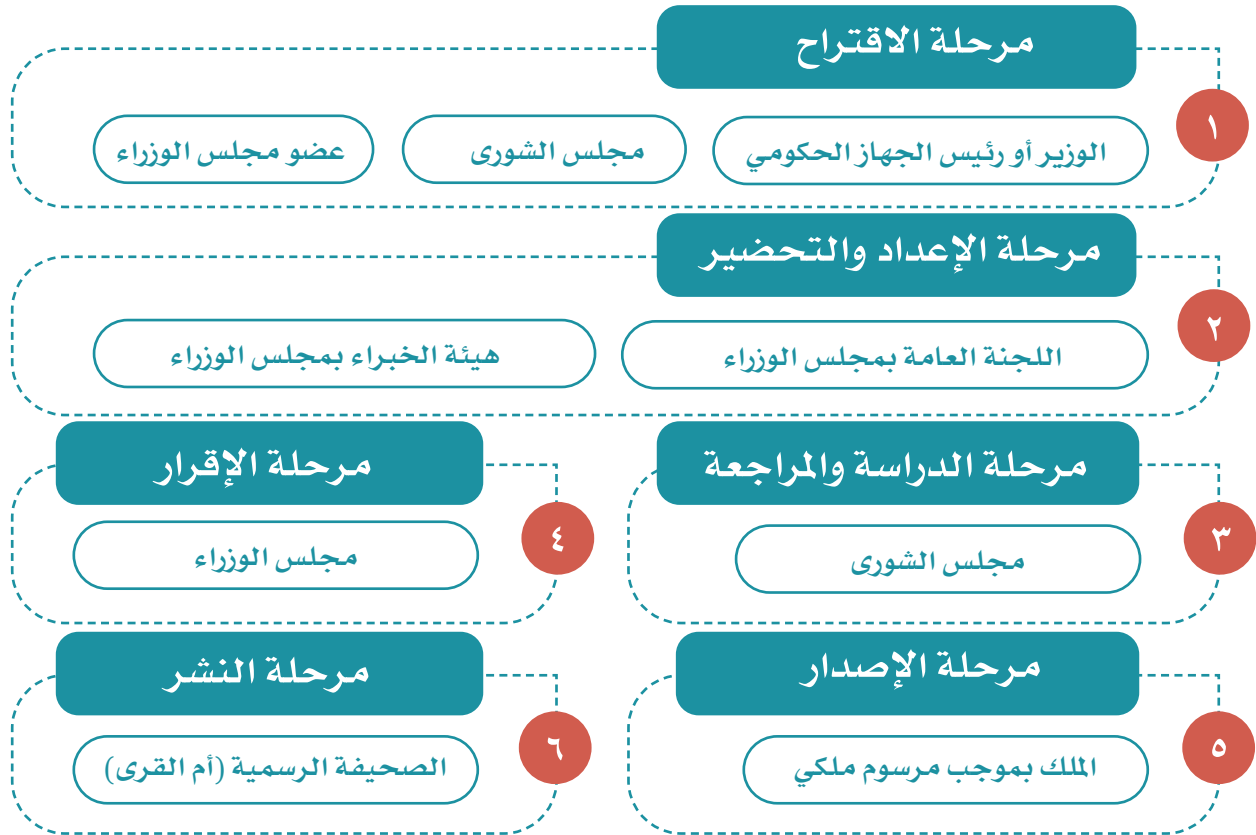 مرحلة الاقتراح
١
الوزير أو رئيس الجهاز الحكومي
مجلس الشورى
عضو مجلس الوزراء
مرحلة الإعداد والتحضير
٢
اللجنة العامة بمجلس الوزراء
هيئة الخبراء بمجلس الوزراء
مرحلة الدراسة والمراجعة
٣
مجلس الشورى
مرحلة الإقرار
٤
مجلس الوزراء
مرحلة الإصدار
٥
الملك بموجب مرسوم ملكي
مرحلة النشر
٦
الصحيفة الرسمية (أم القرى)